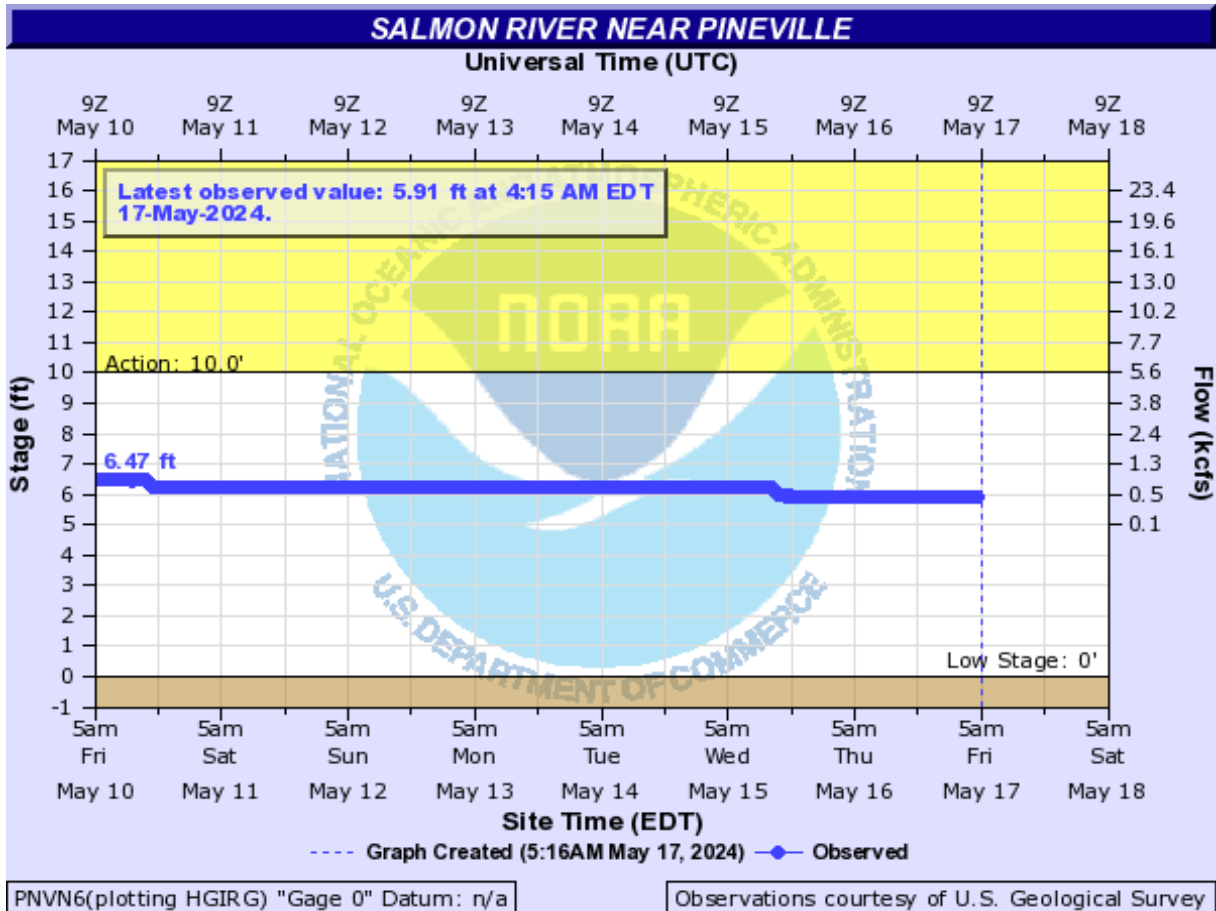 SALMON RIVER NEAR PINEVILLE
Universal Time (UTC)
9Z 9Z 9Z 9Z 9Z 9Z 9Z 9Z 9Z
May 10 May 11 May 12 May 13 May 14 May 15 May 16 May 17 May 18
Latest observed value: 5.91 ft at 4:15 AM EDT
17-May-2024.
17
16 23.4
15 19.6
14 16.1
13 13.0
12 10.2
11 7.7
Action: 10.0'
10 5.6
9 3.8
8 2.4
7 1.3
6.47 ft
6 0.5
5 0.1
4
3
2
1
Low Stage: 0'
0
-1
Stage (ft)
Flow (kcfs)
NATIONAL OCEANIC AND ATMOSPHERIC ADMINISTRATION
NOAA
U.S. DEPARTMENT OF COMMERCE
5am 5am 5am 5am 5am 5am 5am 5am 5am
Fri Sat Sun Mon Tue Wed Thu Fri Sat
May 10 May 11 May 12 May 13 May 14 May 15 May 16 May 17 May 18
Site Time (EDT)
Graph Created (5:16AM May 17, 2024) Observed
PNVN6(plotting HGIRG) "Gage 0" Datum: n/a
Observations courtesy of U.S. Geological Survey